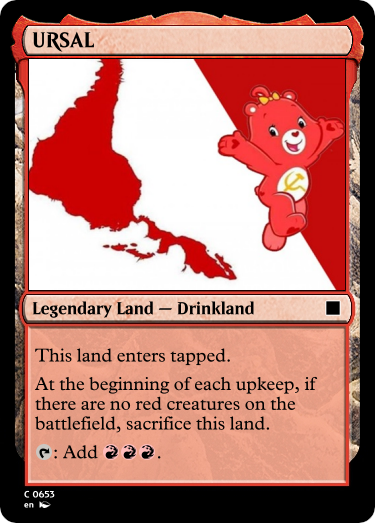 URSAL
Legendary Land — Drinkland
This land enters tapped.
At the beginning of each upkeep, if
there are no red creatures on the
battlefield, sacrifice this land.
: Add .
C 0653
en